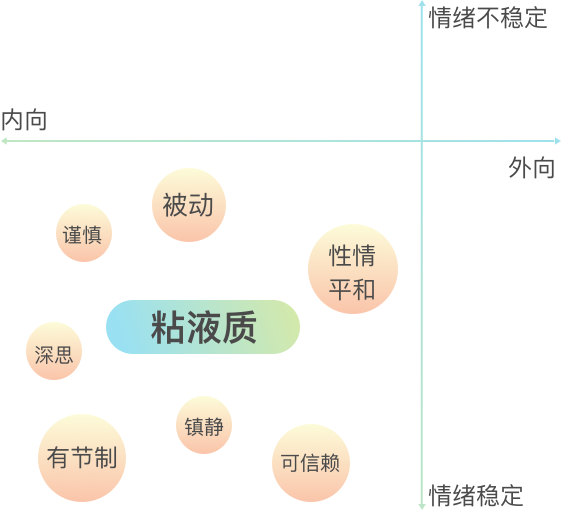 情绪不稳定
内向
外向
被动
谨慎
性情
平和
粘液质
深思
镇静
有节制
可信赖
情绪稳定